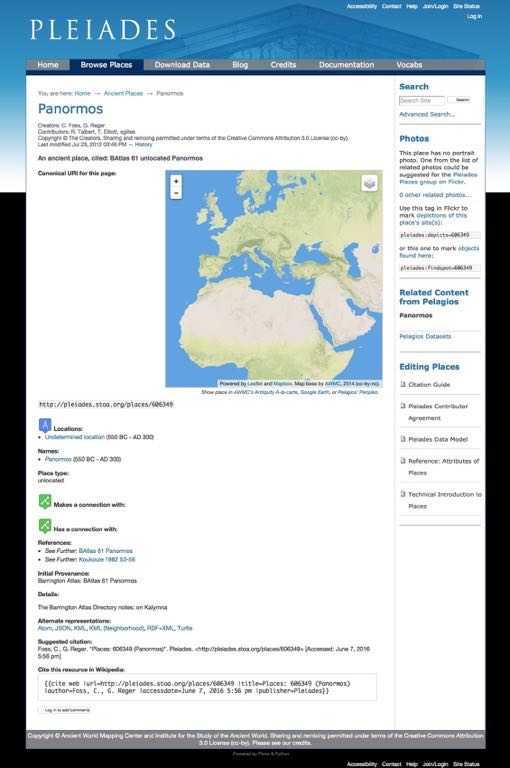 Accessibility Contact Help Join/Login Site Status
Log in
PLEIADES
Home Browse Places Download Data Blog Credits Documentation Vocabs
You are here: Home → Ancient Places → Panormos
Panormos
Creators: C. Foss, G. Reger
Contributors: R. Talbert, T. Elliott, sgillies
Copyright © The Creators. Sharing and remixing permitted under terms of the Creative Commons Attribution 3.0 License (cc-by).
Last modified Jul 23, 2012 03:46 PM — History
An ancient place, cited: BAtlas 61 unlocated Panormos
Canonical URI for this page:
+
−
Powered by Leaflet and Mapbox. Map base by AWMC, 2014 (cc-by-nc).
Show place in AWMC's Antiquity À-la-carte, Google Earth, or Pelagios' Peripleo.
http://pleiades.stoa.org/places/606349
Locations:
• Undetermined location (550 BC - AD 300)
Names:
• Panormos (550 BC - AD 300)
Place type:
unlocated
Makes a connection with:
Has a connection with:
References:
• See Further: BAtlas 61 Panormos
• See Further: Koukoule 1982 53-56
Initial Provenance:
Barrington Atlas: BAtlas 61 Panormos
Details:
The Barrington Atlas Directory notes: on Kalymna
Alternate representations:
Atom, JSON, KML, KML (Neighborhood), RDF+XML, Turtle
Suggested citation:
Foss, C., G. Reger. "Places: 606349 (Panormos)". Pleiades. <http://pleiades.stoa.org/places/606349> [Accessed: June 7, 2016
5:56 pm]
Cite this resource in Wikipedia:
{{cite web |url=http://pleiades.stoa.org/places/606349 |title=Places: 606349 (Panormos)
|author=Foss, C., G. Reger |accessdate=June 7, 2016 5:56 pm |publisher=Pleiades}}
Log in to add comments
Search
Search Site Search
Advanced Search…
Photos
This place has no portrait
photo. One from the list of
related photos could be
suggested for the Pleiades
Places group on Flickr.
0 other related photos...
Use this tag in Flickr to
mark depictions of this
place's site(s):
pleiades:depicts=606349
or this one to mark objects
found here:
pleiades:findspot=606349
Related Content
from Pelagios
Panormos
Pelagios Datasets
Editing Places
Citation Guide
Pleiades Contributor
Agreement
Pleiades Data Model
Reference: Attributes of
Places
Technical Introduction to
Places
Copyright © Ancient World Mapping Center and Institute for the Study of the Ancient World. Sharing and remixing permitted under terms of the Creative Commons Attribution
3.0 License (cc-by). Please see our credits.
Powered by Plone & Python
Accessibility Contact Help Join/Login Site Status